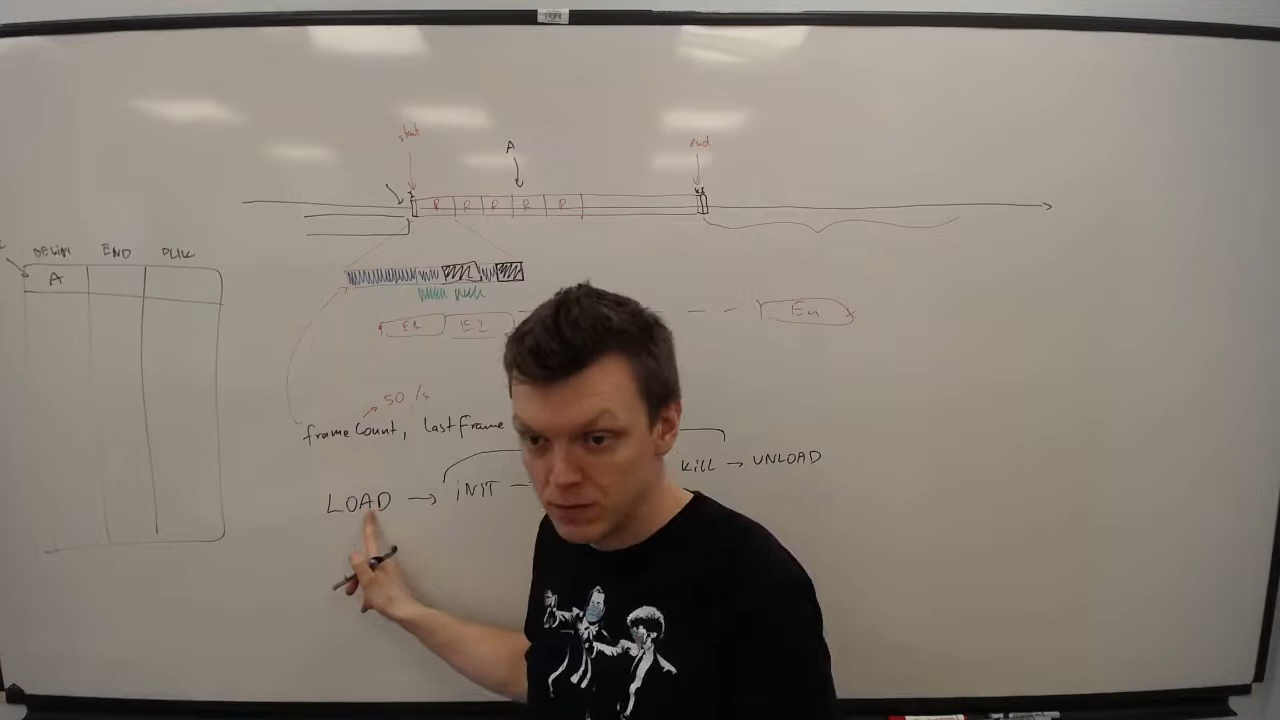 start
A
end
R R R R R
BEGIN END PLIK
A
E1 E2 En
50 /s
frameCount, lastFrame
LOAD → iNIT → kill → UNLOAD